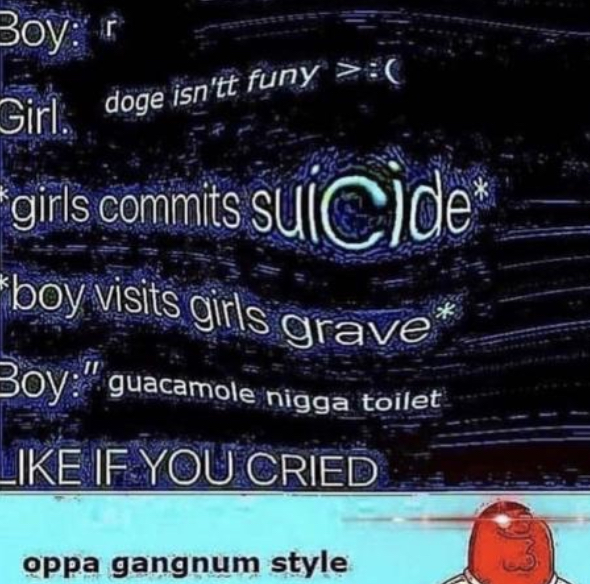 Boy: r
doge isn'tt funy >:(
Girl.
*girls commits suicide*
*boy visits girls grave*
Boy:" guacamole nigga toilet
LIKE IF YOU CRIED
oppa gangnum style